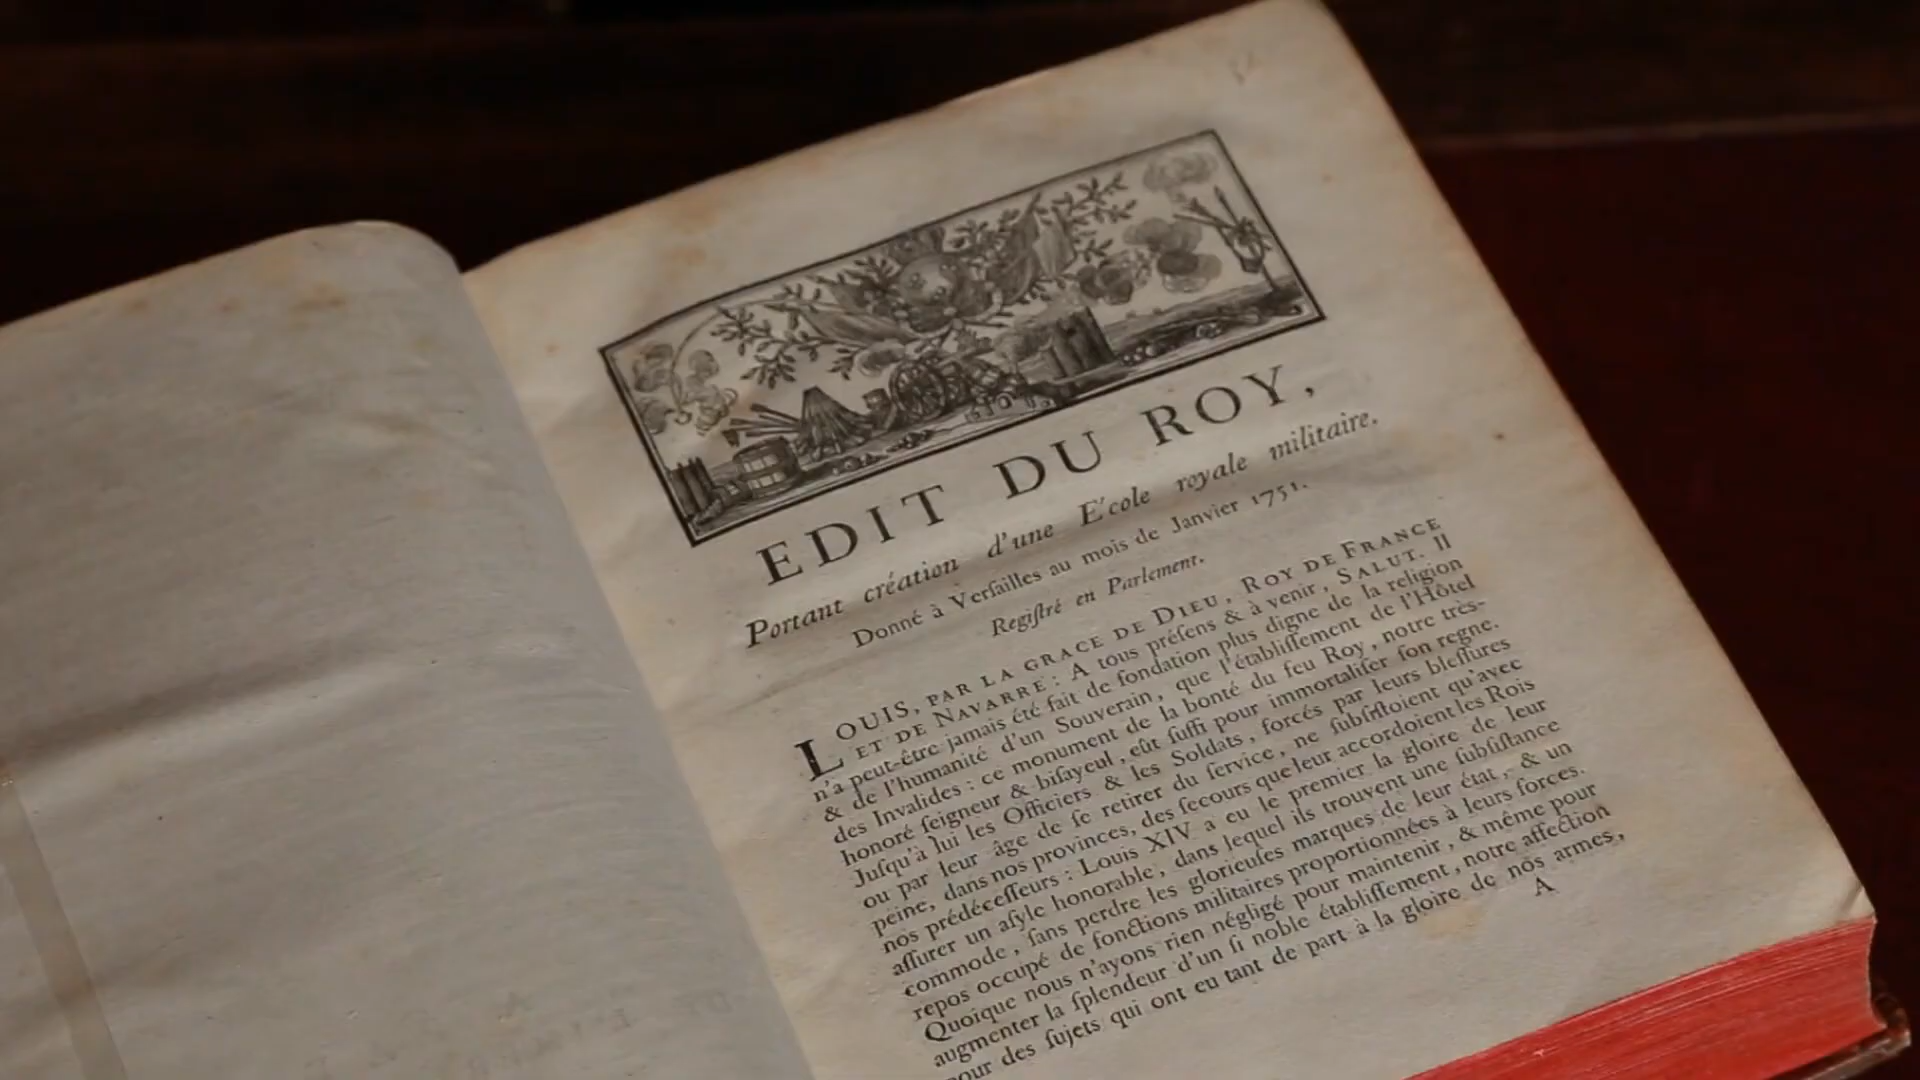 EDIT DU ROY,
Portant création d'une E'cole royale militaire.
Donné à Verſailles au mois de Janvier 1751.
Regiſtré en Parlement.
LOUIS, PAR LA GRACE DE DIEU, ROY DE FRANCE
ET DE NAVARRE: A tous préſens & à venir, SALUT. Il
n'a peut-être jamais été fait de fondation plus digne de la religion
& de l'humanité d'un Souverain, que l'établiſſement de l'Hôtel
des Invalides: ce monument de la bonté du feu Roy, notre très-
honoré ſeigneur & biſayeul, eût ſuffi pour immortaliſer ſon regne.
Juſqu'à lui les Officiers & les Soldats, forcés par leurs bleſſures
ou par leur âge de ſe retirer du ſervice, ne ſubſiſtoient qu'avec
peine, dans nos provinces, des ſecours que leur accordoient les Rois
nos prédéceſſeurs: Louis XIV a eu le premier la gloire de leur
aſſurer un aſyle honorable, dans lequel ils trouvent une ſubſiſtance
commode, ſans perdre les glorieuſes marques de leur état, & un
repos occupé de fonctions militaires proportionnées à leurs forces.
Quoique nous n'ayons rien négligé pour maintenir, & même pour
augmenter la ſplendeur d'un ſi noble établiſſement, notre affection
pour des ſujets qui ont eu tant de part à la gloire de nos armes,
A